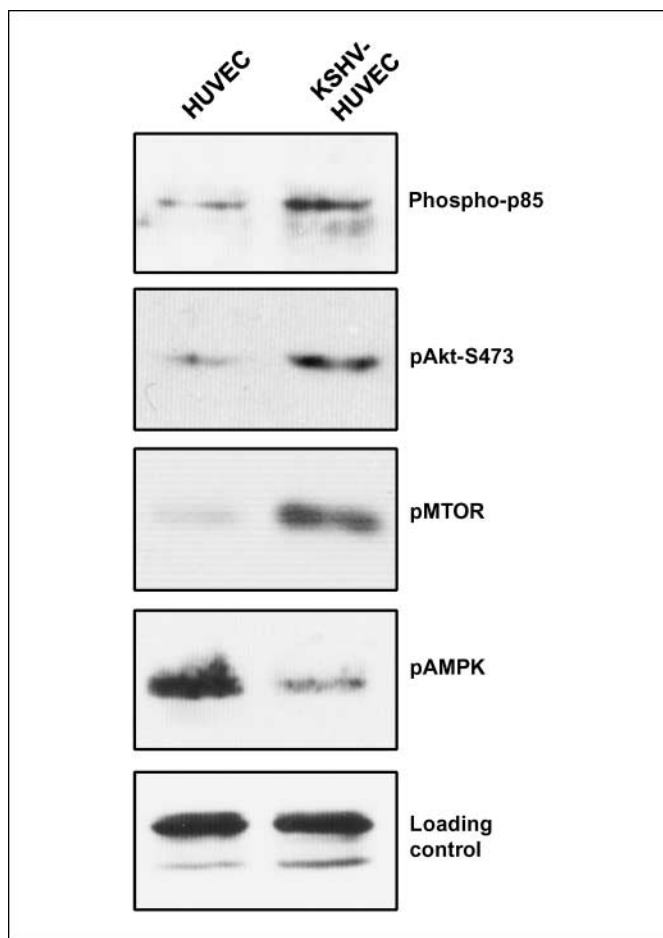 HUVEC
KSHV-
HUVEC
Phospho-p85
pAkt-S473
pMTOR
pAMPK
Loading
control